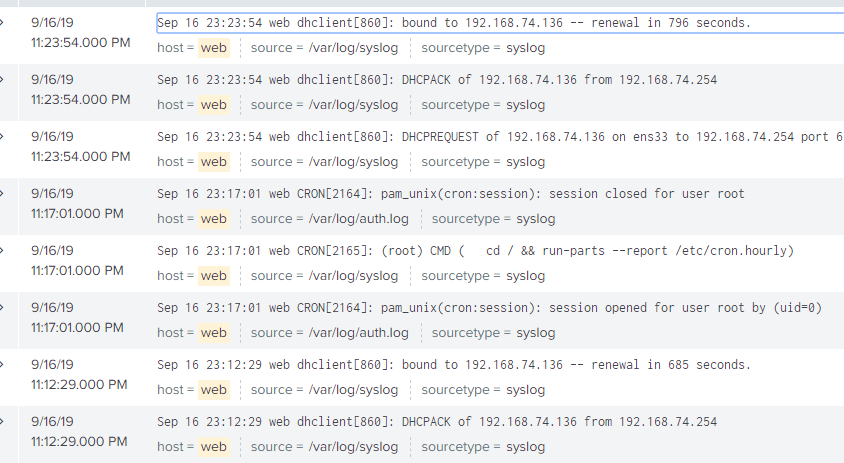 9/16/19
11:23:54.000 PM
Sep 16 23:23:54 web dhclient[860]: bound to 192.168.74.136 -- renewal in 796 seconds.
host = web source = /var/log/syslog sourcetype = syslog
9/16/19
11:23:54.000 PM
Sep 16 23:23:54 web dhclient[860]: DHCPACK of 192.168.74.136 from 192.168.74.254
host = web source = /var/log/syslog sourcetype = syslog
9/16/19
11:23:54.000 PM
Sep 16 23:23:54 web dhclient[860]: DHCPREQUEST of 192.168.74.136 on ens33 to 192.168.74.254 port 6
host = web source = /var/log/syslog sourcetype = syslog
9/16/19
11:17:01.000 PM
Sep 16 23:17:01 web CRON[2164]: pam_unix(cron:session): session closed for user root
host = web source = /var/log/auth.log sourcetype = syslog
9/16/19
11:17:01.000 PM
Sep 16 23:17:01 web CRON[2165]: (root) CMD (   cd / && run-parts --report /etc/cron.hourly)
host = web source = /var/log/syslog sourcetype = syslog
9/16/19
11:17:01.000 PM
Sep 16 23:17:01 web CRON[2164]: pam_unix(cron:session): session opened for user root by (uid=0)
host = web source = /var/log/auth.log sourcetype = syslog
9/16/19
11:12:29.000 PM
Sep 16 23:12:29 web dhclient[860]: bound to 192.168.74.136 -- renewal in 685 seconds.
host = web source = /var/log/syslog sourcetype = syslog
9/16/19
11:12:29.000 PM
Sep 16 23:12:29 web dhclient[860]: DHCPACK of 192.168.74.136 from 192.168.74.254
host = web source = /var/log/syslog sourcetype = syslog